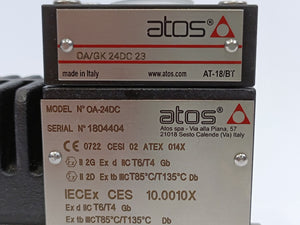 atos
OA/GK 24DC 23
www.atos.com
made in Italy AT-18/BT
MODEL N° OA-24DC
atos
SERIAL N° 1804404
Atos spa - Via alla Piana, 57
21018 Sesto Calende (Va) Italy
CE 0722 CESI 02 ATEX 014X
Ex II 2G Ex d IIC T6/T4 Gb
Ex II 2D Ex tb IIIC T85°C/T135°C Db
IECEx CES 10.0010X
Ex d IIC T6/T4 Gb
Ex tb IIIC T85°C/T135°C Db